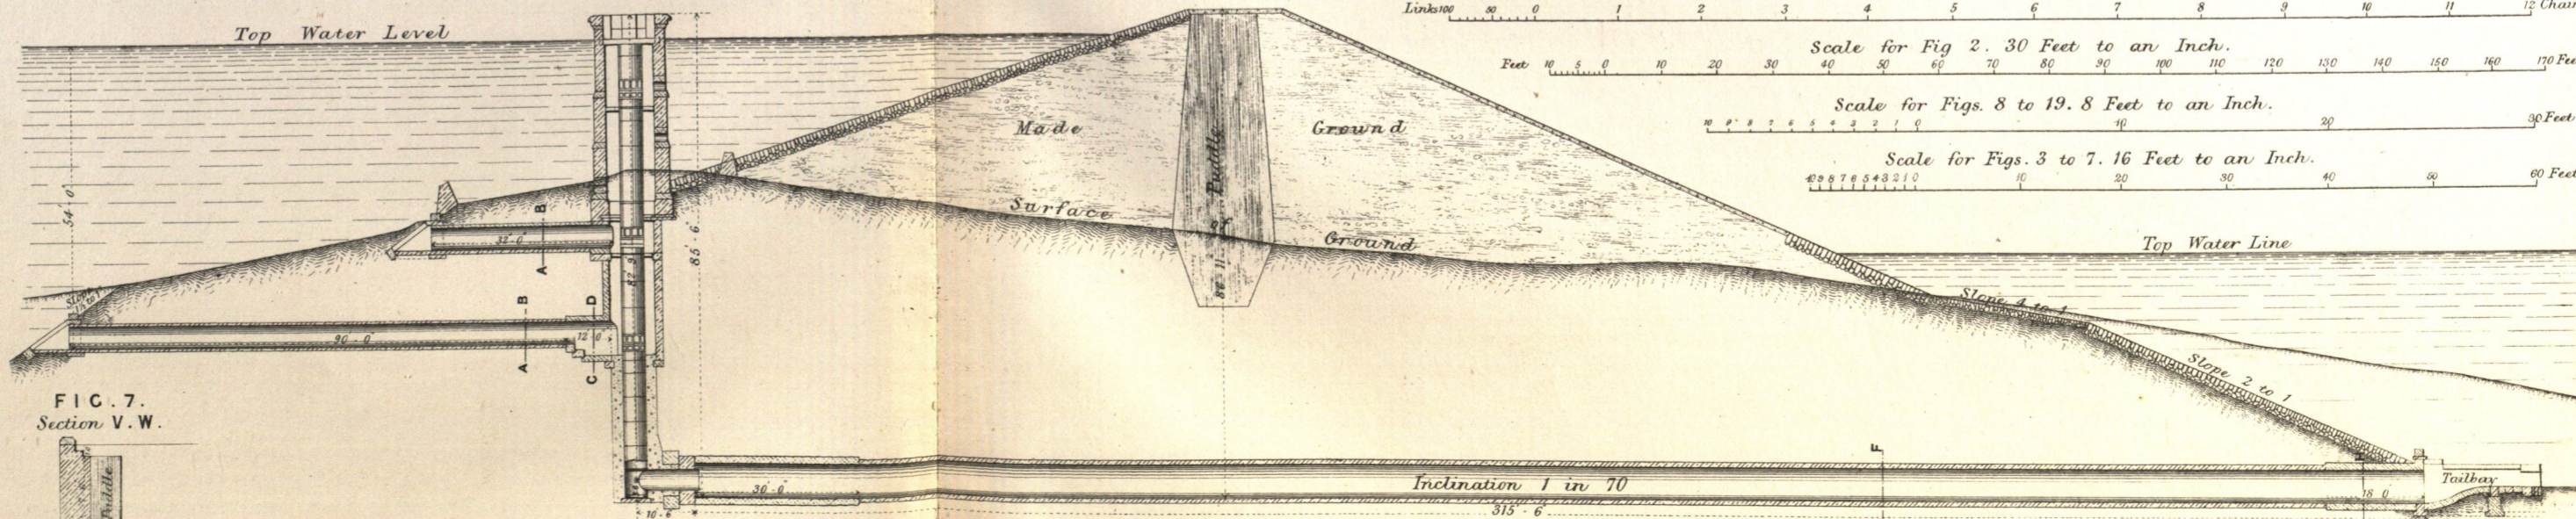 Top Water Level
Links 100 50 0 1 2 3 4 5 6 7 8 9 10 11 12 Chain
Scale for Fig 2. 30 Feet to an Inch.
Feet 10 5 0 10 20 30 40 50 60 70 80 90 100 110 120 130 140 150 160 170 Fee
Scale for Figs. 8 to 19. 8 Feet to an Inch.
10 9 8 7 6 5 4 3 2 1 0 10 20 30 Feet
Scale for Figs. 3 to 7. 16 Feet to an Inch.
10 9 8 7 6 5 4 3 2 1 0 10 20 30 40 50 60 Feet
Made
Puddle
Ground
54'-0"
85'-6"
Surface
Ground
Top Water Line
B
32'-0"
A
Slope
B
D
90-0
12'-0"
A
C
Slope 4 to 1
Slope 2 to 1
FIG. 7.
Section V.W.
Puddle
F
H
30'-0"
Inclination 1 in 70
18 0
Tailbay
10-6
315'-6"